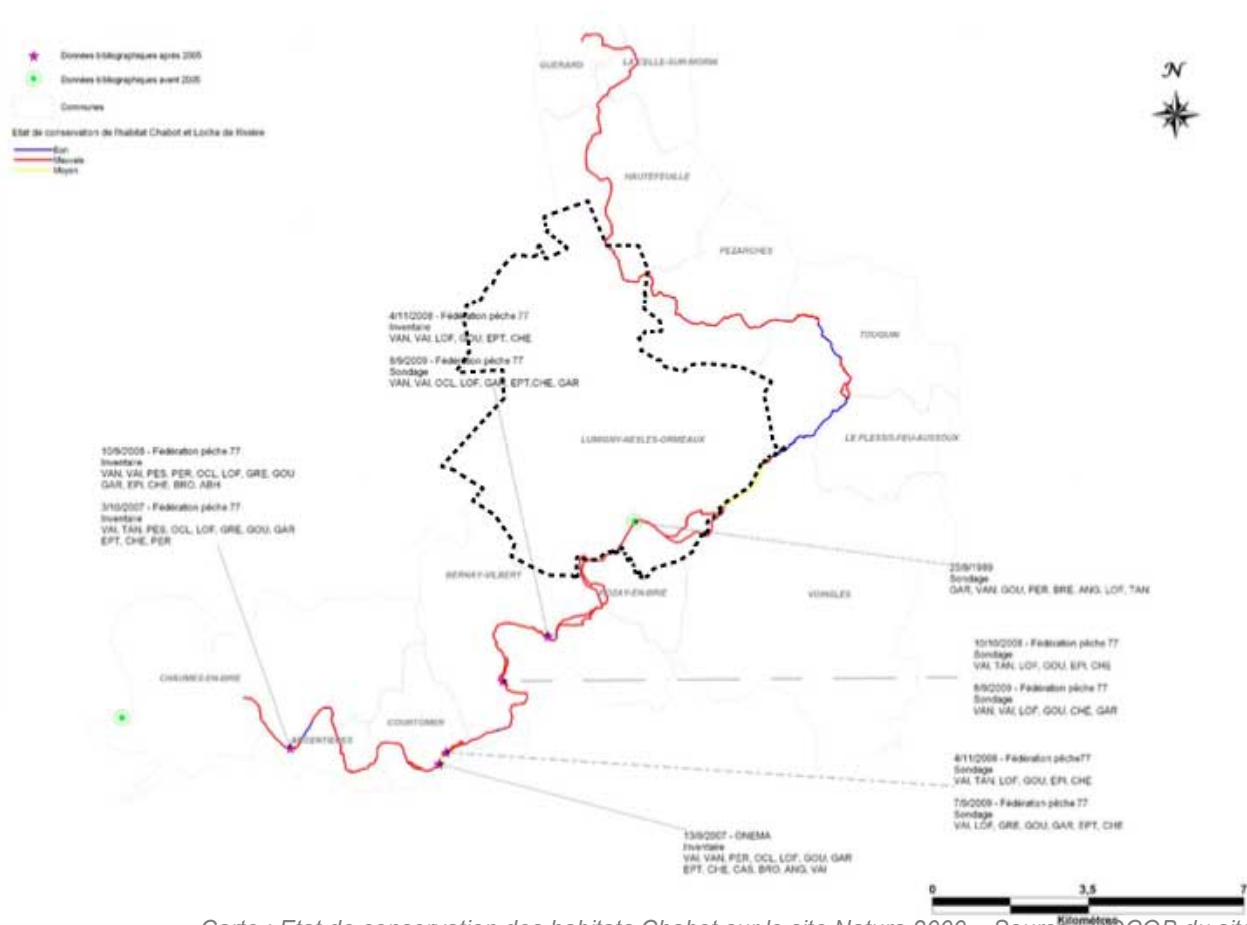 Données bibliographiques après 2005
Données bibliographiques avant 2005
Communes
Etat de conservation de l'habitat Chabot et Loche de Rivière
Bon
Mauvais
Moyen
N
GUERARD
LA CELLE-SUR-MORIN
HAUTEFEUILLE
PEZARCHES
TOUQUIN
4/11/2008 - Fédération pêche 77
Inventaire
VAN, VAI, LOF, GOU, EPT, CHE
8/9/2009 - Fédération pêche 77
Sondage
VAN, VAI, OCL, LOF, GAR, EPT,CHE, GAR
LUMIGNY-NESLES-ORMEAUX
LE PLESSIS-FEU-AUSSOUX
10/9/2008 - Fédération pêche 77
Inventaire
VAN, VAI, PES, PER, OCL, LOF, GRE, GOU
GAR, EPI, CHE, BRO, ABH
3/10/2007 - Fédération pêche 77
Inventaire
VAI, TAN, PES, OCL, LOF, GRE, GOU, GAR
EPT, CHE, PER
BERNAY-VILBERT
ROZAY-EN-BRIE
VOINSLES
Sondage
GAR, VAN, GOU, PER, BRE, ANG, LOT, TAN
10/10/2008 - Fédération pêche 77
Sondage
VAI, TAN, LOF, GOU, EPI, CHE
8/9/2009 - Fédération pêche 77
Sondage
VAN, VAI, LOF, GOU, CHE, GAR
CHAUMES-EN-BRIE
COURTOMER
ARGENTIERES
4/11/2008 - Fédération pêche77
Sondage
VAI, TAN, LOF, GOU, EPI, CHE
7/9/2009 - Fédération pêche 77
Sondage
VAI, LOF, GRE, GOU, GAR, EPT, CHE
13/9/2007 - ONEMA
Inventaire
VAI, VAN, PER, OCL, LOF, GOU, GAR
EPT, CHE, CAS, BRO, ANG, VAI
0 3,5 7
Kilomètres
Carte : Etat de conservation des habitats Chabot sur le site Natura 2000 – Source DOCOB du sit